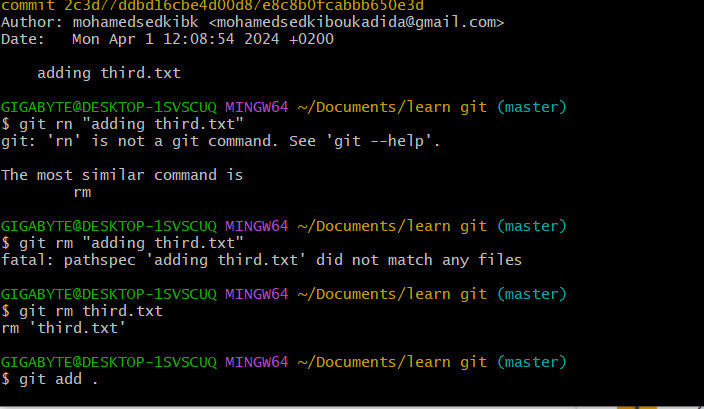 commit 2c3d77ddbd16cbe4d00d87e8c8b0fcabbb650e3d
Author: mohamedsedkibk <mohamedsedkiboukadida@gmail.com>
Date:   Mon Apr 1 12:08:54 2024 +0200
adding third.txt
GIGABYTE@DESKTOP-1SVSCUQ MINGW64 ~/Documents/learn git (master)
$ git rn "adding third.txt"
git: 'rn' is not a git command. See 'git --help'.
The most similar command is
rm
GIGABYTE@DESKTOP-1SVSCUQ MINGW64 ~/Documents/learn git (master)
$ git rm "adding third.txt"
fatal: pathspec 'adding third.txt' did not match any files
GIGABYTE@DESKTOP-1SVSCUQ MINGW64 ~/Documents/learn git (master)
$ git rm third.txt
rm 'third.txt'
GIGABYTE@DESKTOP-1SVSCUQ MINGW64 ~/Documents/learn git (master)
$ git add .